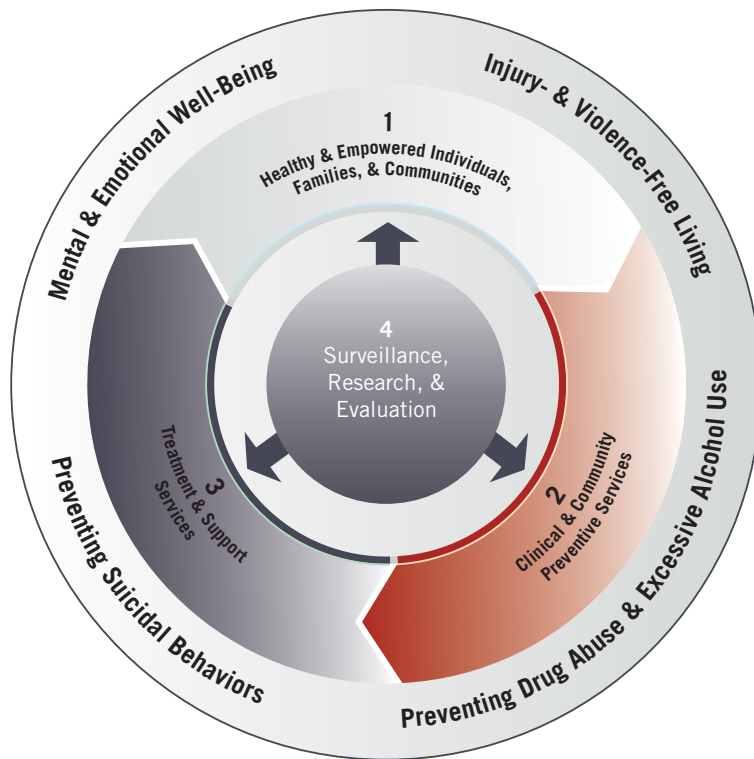 Mental & Emotional Well-Being
Injury- & Violence-Free Living
1
Healthy & Empowered Individuals,
Families, & Communities
4
Surveillance,
Research, &
Evaluation
2
Clinical & Community
Preventive Services
3
Treatment & Support
Services
Preventing Suicidal Behaviors
Preventing Drug Abuse & Excessive Alcohol Use